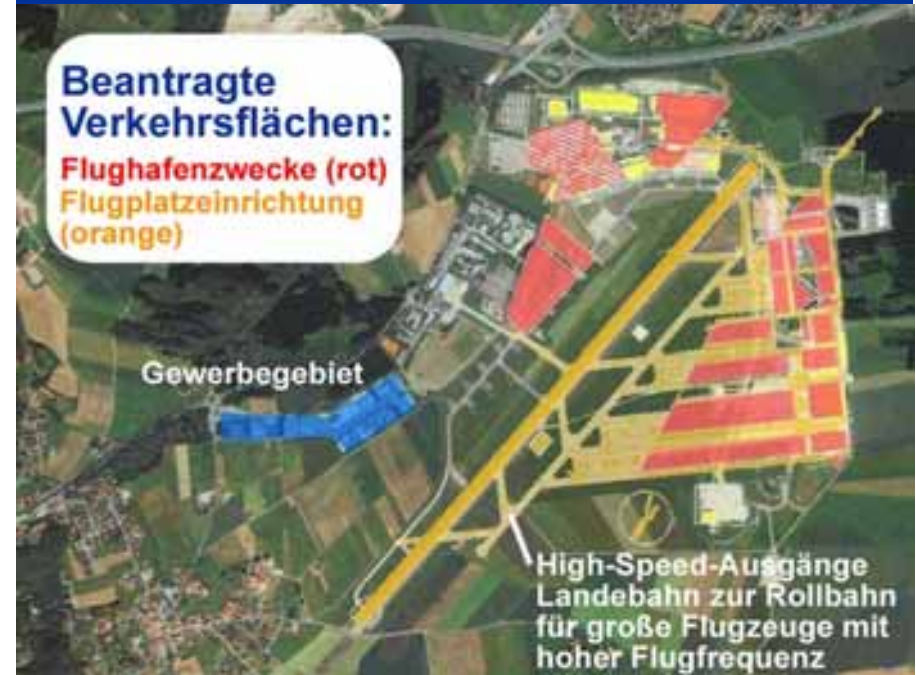 Beantragte
Verkehrsflächen:
Flughafenzwecke (rot)
Flugplatzeinrichtung
(orange)
Gewerbegebiet
High-Speed-Ausgänge
Landebahn zur Rollbahn
für große Flugzeuge mit
hoher Flugfrequenz